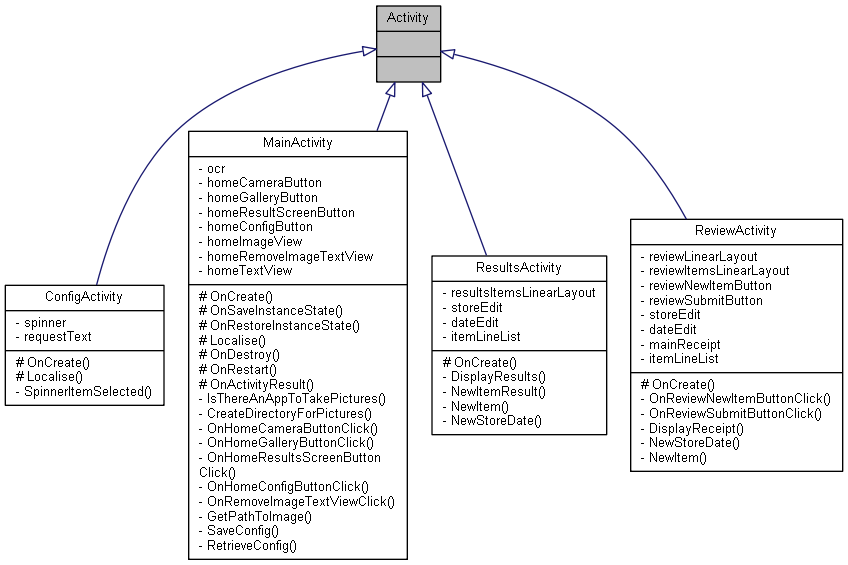 Activity
MainActivity
- ocr
- homeCameraButton
- homeGalleryButton
- homeResultScreenButton
- homeConfigButton
- homeImageView
- homeRemoveImageTextView
- homeTextView
# OnCreate()
# OnSaveInstanceState()
# OnRestoreInstanceState()
# Localise()
# OnDestroy()
# OnRestart()
# OnActivityResult()
- IsThereAnAppToTakePictures()
- CreateDirectoryForPictures()
- OnHomeCameraButtonClick()
- OnHomeGalleryButtonClick()
- OnHomeResultsScreenButton
Click()
- OnHomeConfigButtonClick()
- OnRemoveImageTextViewClick()
- GetPathToImage()
- SaveConfig()
- RetrieveConfig()
ReviewActivity
- reviewLinearLayout
- reviewItemsLinearLayout
- reviewNewItemButton
- reviewSubmitButton
- storeEdit
- dateEdit
- mainReceipt
- itemLineList
# OnCreate()
- OnReviewNewItemButtonClick()
- OnReviewSubmitButtonClick()
- DisplayReceipt()
- NewStoreDate()
- NewItem()
ResultsActivity
- resultsItemsLinearLayout
- storeEdit
- dateEdit
- itemLineList
# OnCreate()
- DisplayResults()
- NewItemResult()
- NewItem()
- NewStoreDate()
ConfigActivity
- spinner
- requestText
# OnCreate()
# Localise()
- SpinnerItemSelected()